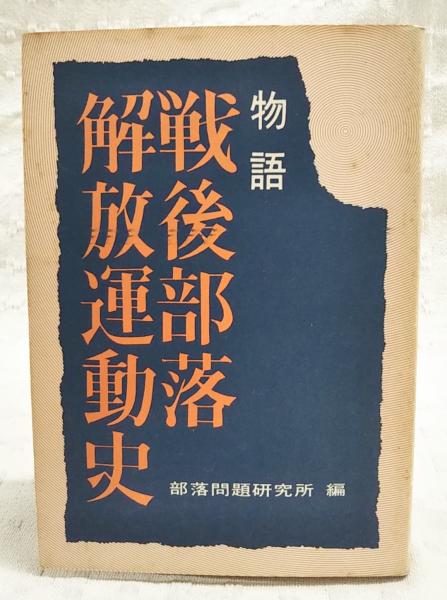 物語
戦後部落
解放運動史
部落問題研究所 編